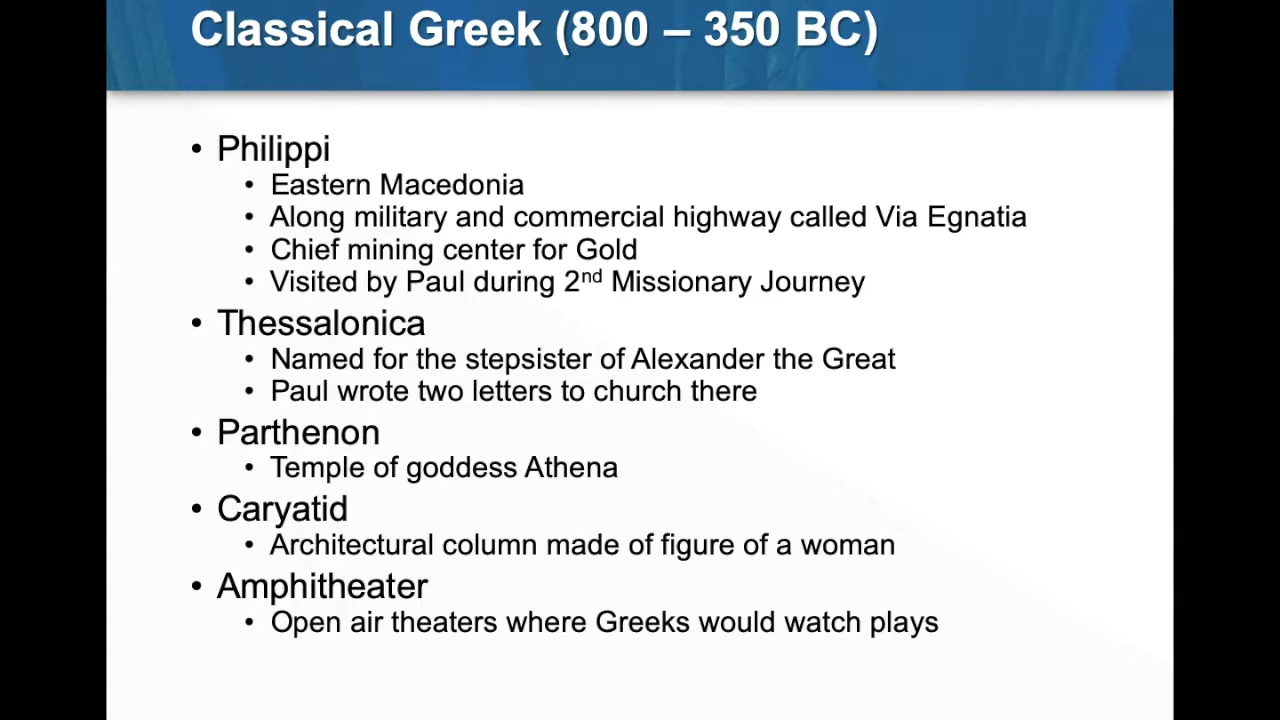 Classical Greek (800 – 350 BC)
• Philippi
• Eastern Macedonia
• Along military and commercial highway called Via Egnatia
• Chief mining center for Gold
• Visited by Paul during 2nd Missionary Journey
• Thessalonica
• Named for the stepsister of Alexander the Great
• Paul wrote two letters to church there
• Parthenon
• Temple of goddess Athena
• Caryatid
• Architectural column made of figure of a woman
• Amphitheater
• Open air theaters where Greeks would watch plays